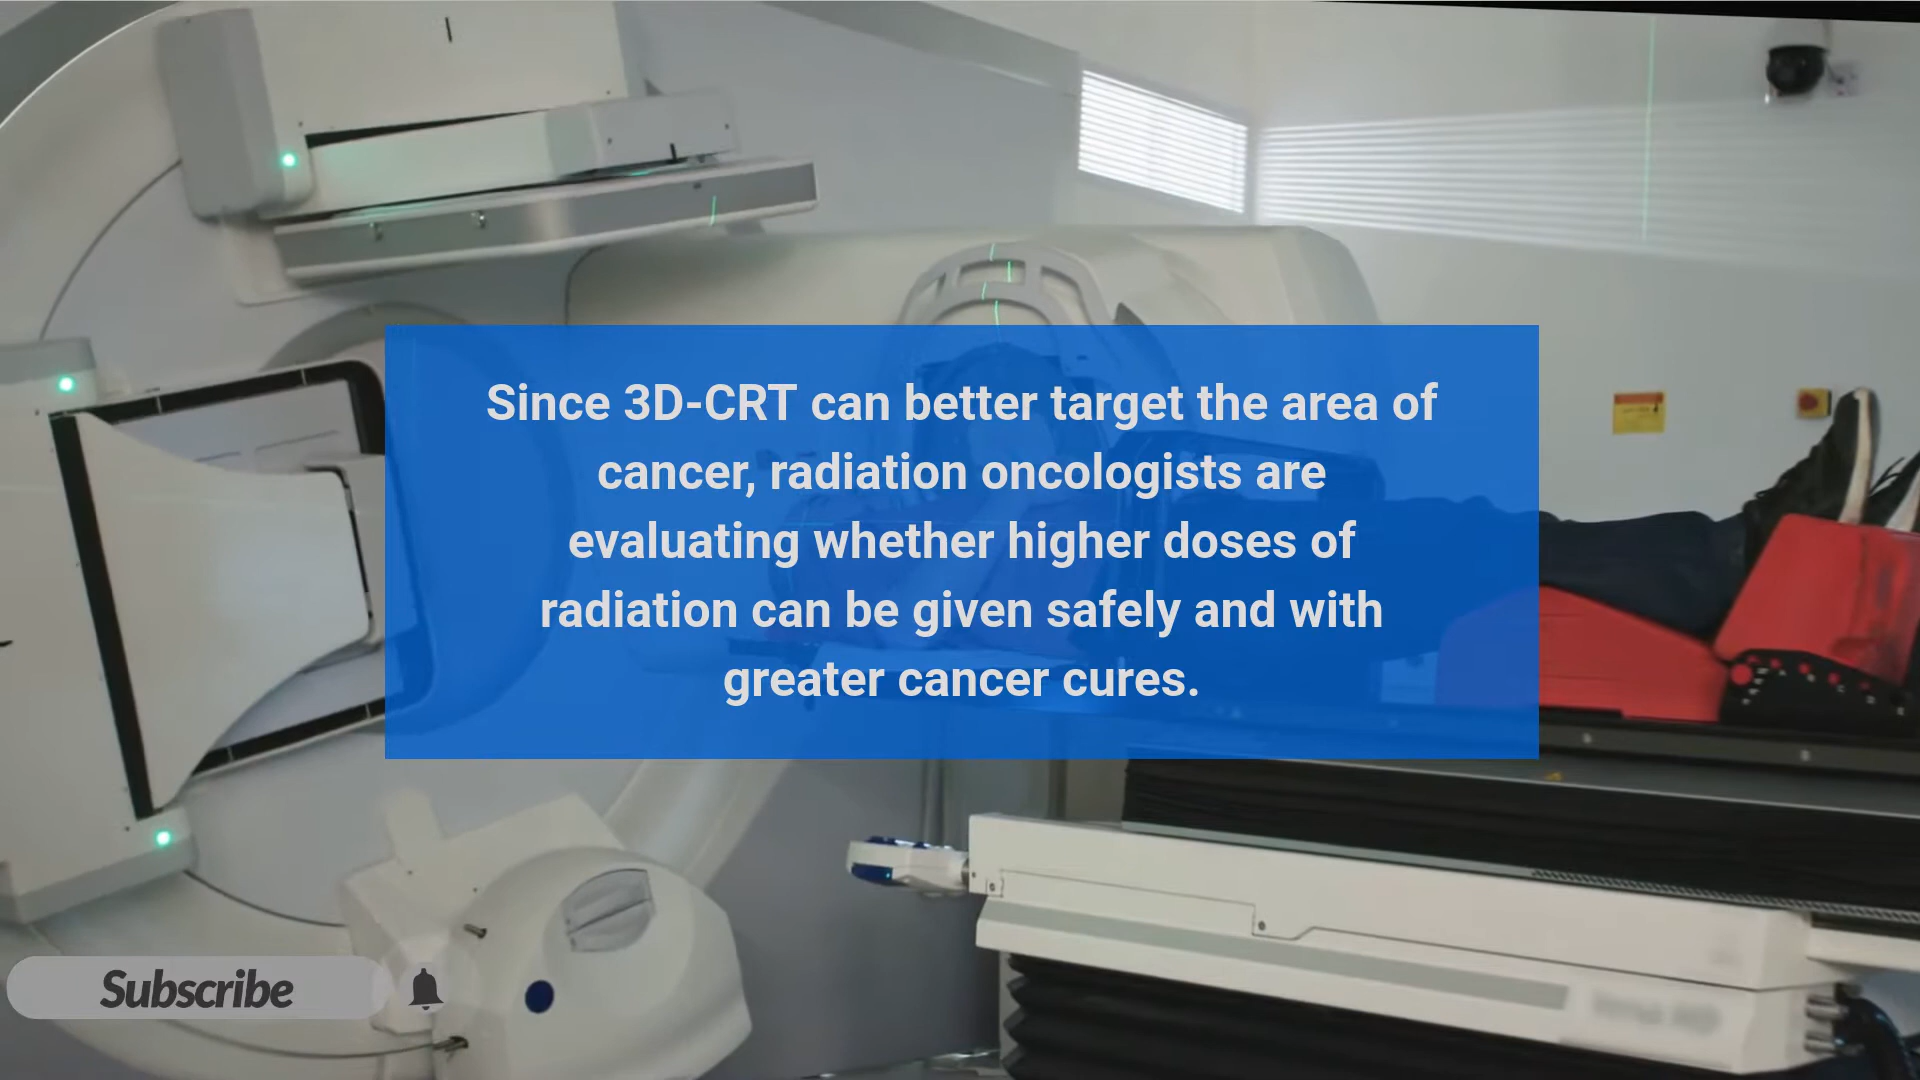 Since 3D-CRT can better target the area of
cancer, radiation oncologists are
evaluating whether higher doses of
radiation can be given safely and with
greater cancer cures.
Subscribe